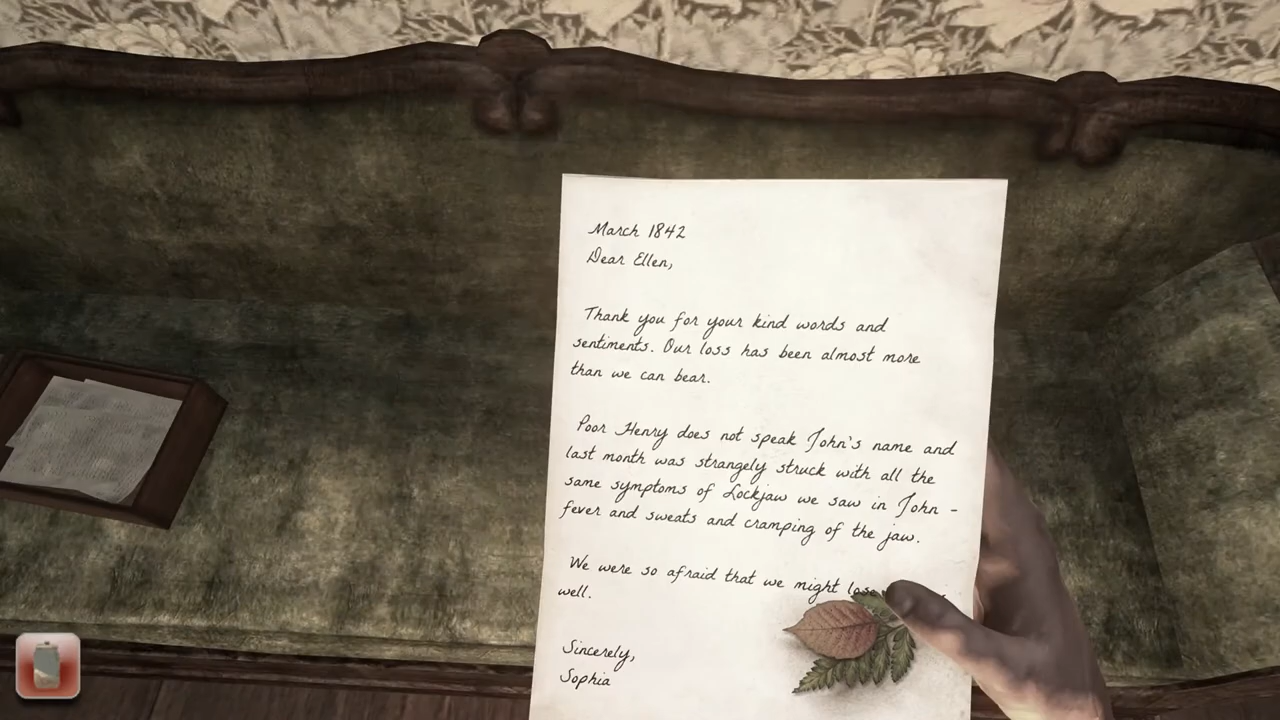 March 1842
Dear Ellen,
Thank you for your kind words and
sentiments. Our loss has been almost more
than we can bear.
Poor Henry does not speak John's name and
last month was strangely struck with all the
same symptoms of Lockjaw we saw in John -
fever and sweats and cramping of the jaw.
We were so afraid that we might lose
well.
Sincerely,
Sophia